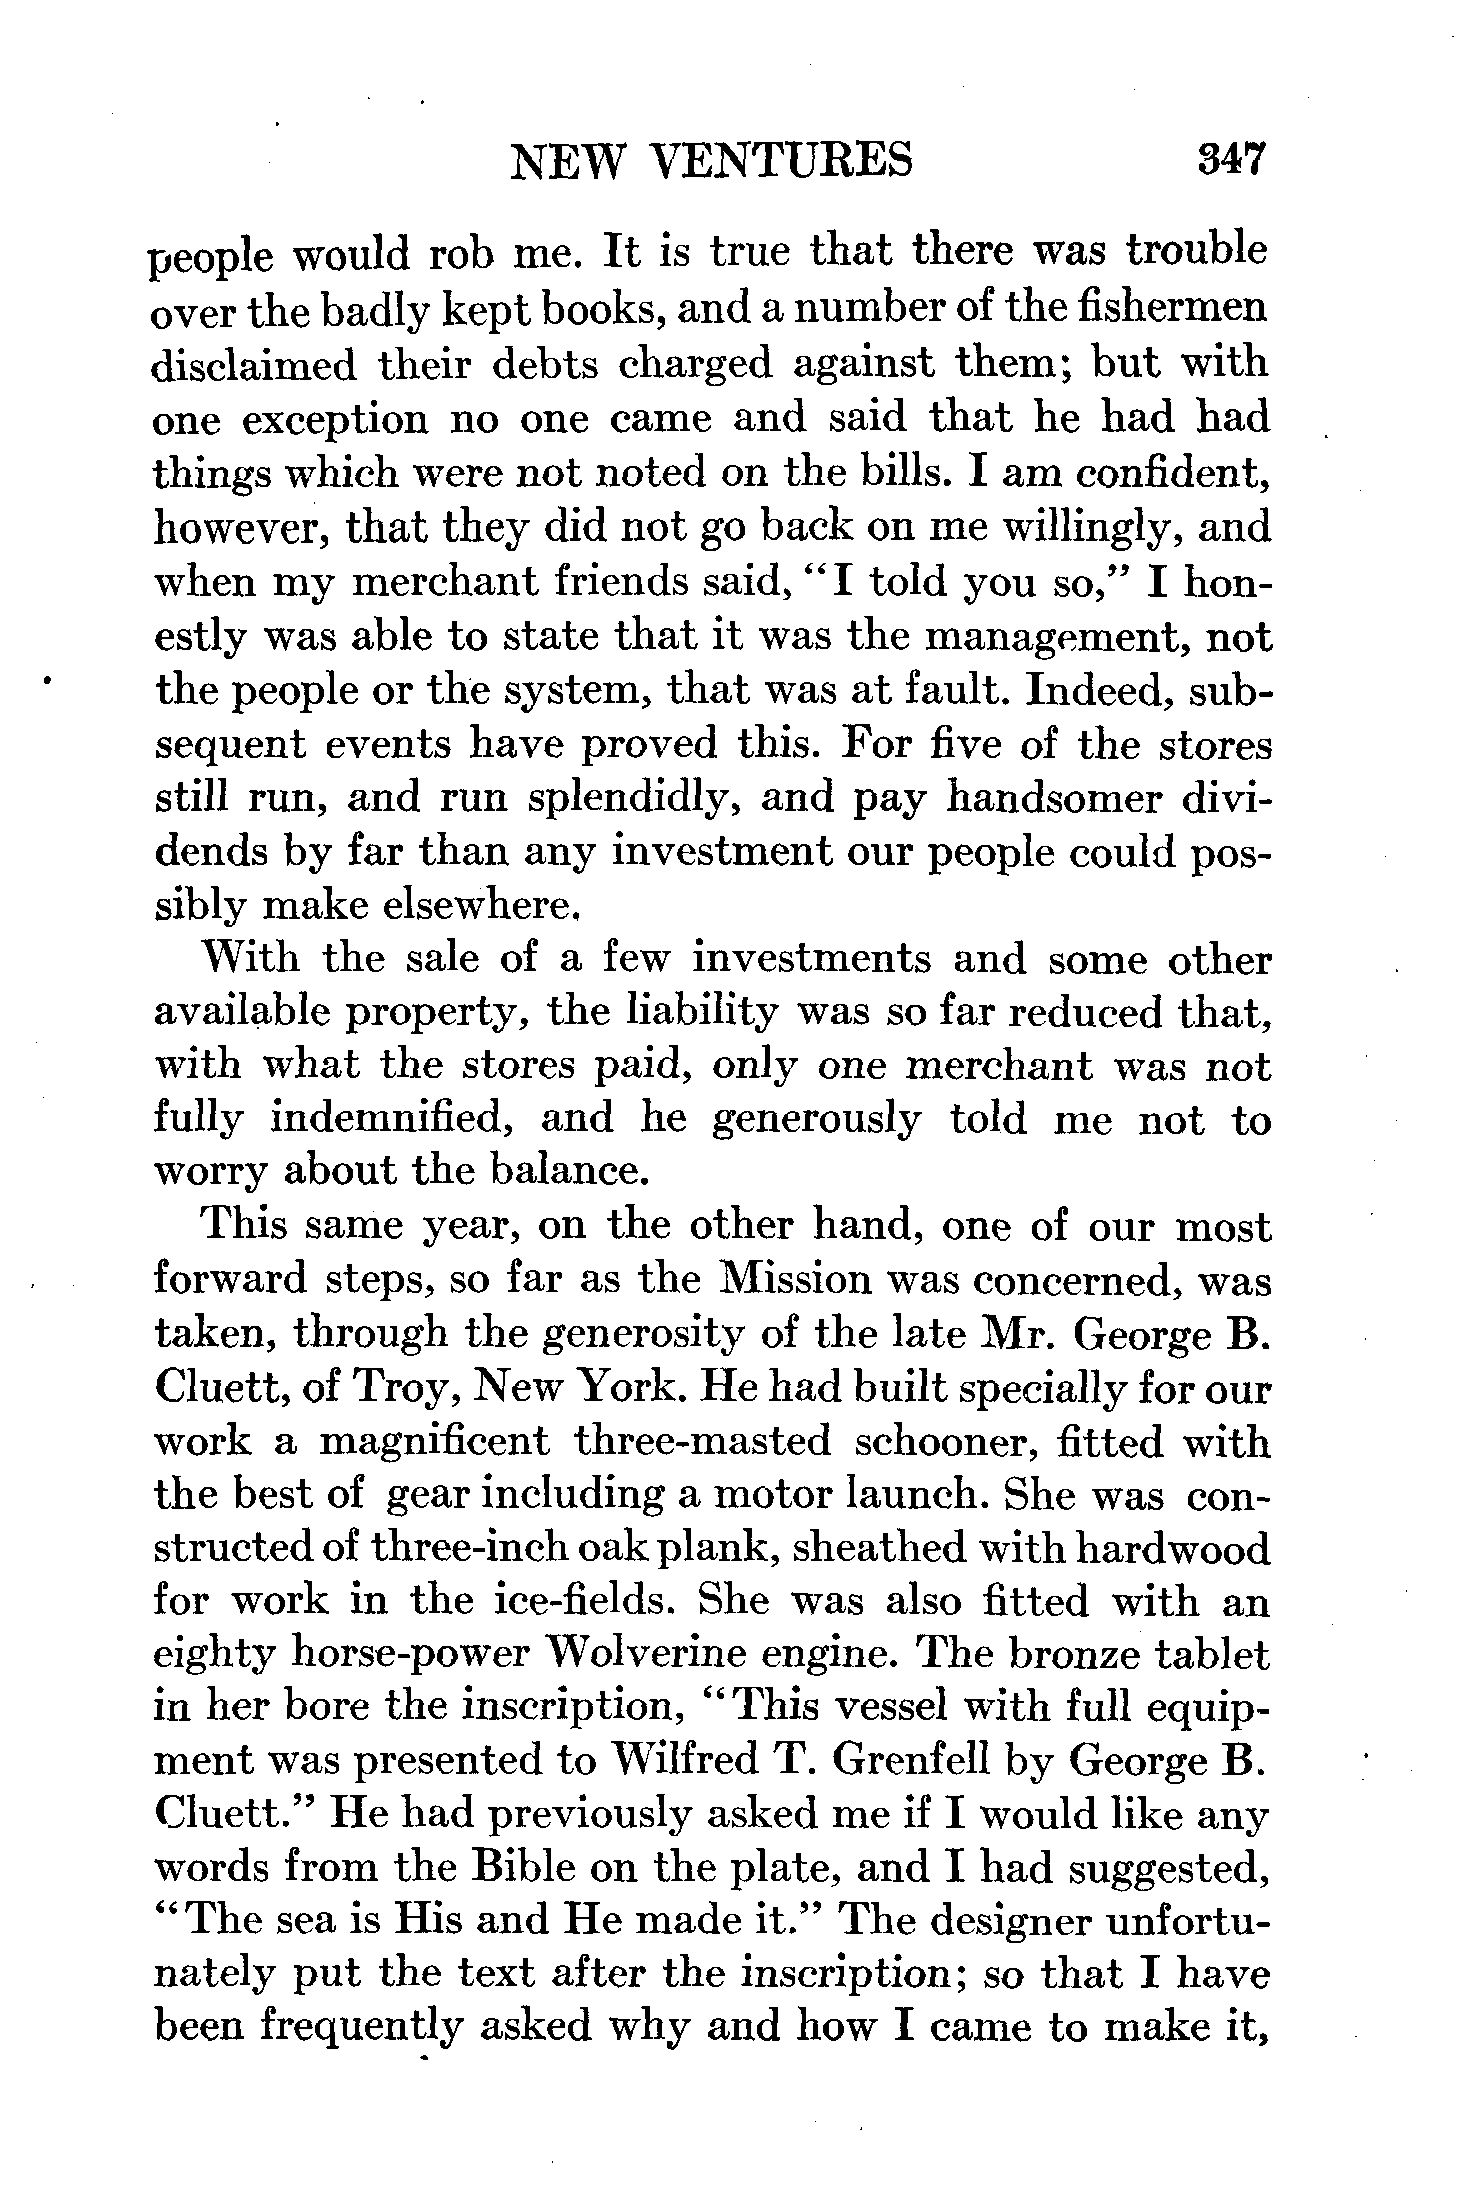 NEW VENTURES 347
people would rob me. It is true that there was trouble
over the badly kept books, and a number of the fishermen
disclaimed their debts charged against them; but with
one exception no one came and said that he had had
things which were not noted on the bills. I am confident,
however, that they did not go back on me willingly, and
when my merchant friends said, "I told you so," I hon-
estly was able to state that it was the management, not
the people or the system, that was at fault. Indeed, sub-
sequent events have proved this. For five of the stores
still run, and run splendidly, and pay handsomer divi-
dends by far than any investment our people could pos-
sibly make elsewhere.
With the sale of a few investments and some other
available property, the liability was so far reduced that,
with what the stores paid, only one merchant was not
fully indemnified, and he generously told me not to
worry about the balance.
This same year, on the other hand, one of our most
forward steps, so far as the Mission was concerned, was
taken, through the generosity of the late Mr. George B.
Cluett, of Troy, New York. He had built specially for our
work a magnificent three-masted schooner, fitted with
the best of gear including a motor launch. She was con-
structed of three-inch oak plank, sheathed with hardwood
for work in the ice-fields. She was also fitted with an
eighty horse-power Wolverine engine. The bronze tablet
in her bore the inscription, "This vessel with full equip-
ment was presented to Wilfred T. Grenfell by George B.
Cluett." He had previously asked me if I would like any
words from the Bible on the plate, and I had suggested,
"The sea is His and He made it." The designer unfortu-
nately put the text after the inscription; so that I have
been frequently asked why and how I came to make it,